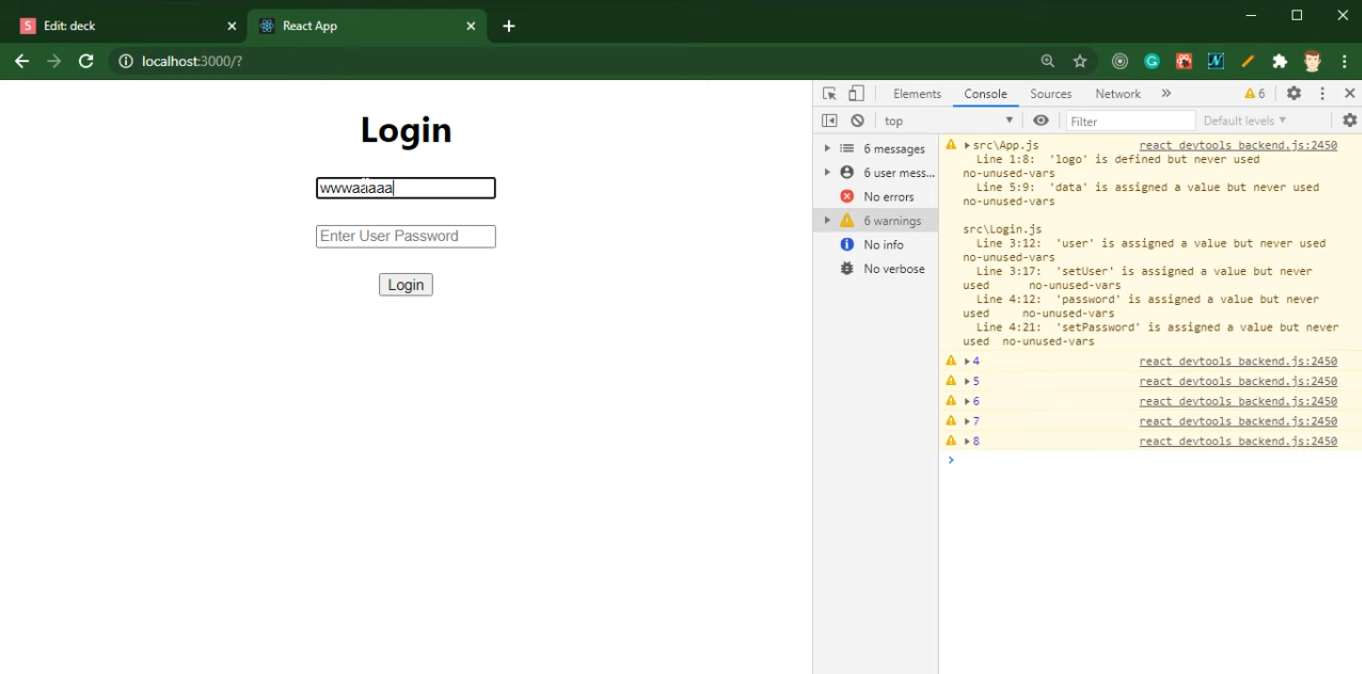 Edit: deck
React App
localhost:3000/?
Elements
Console
Sources
Network
6
top
Filter
Default levels
Login
Enter User Password
Login
6 messages
6 user mess...
No errors
6 warnings
No info
No verbose
src\App.js react_devtools_backend.js:2450
Line 1:8: 'logo' is defined but never used
no-unused-vars
Line 5:9: 'data' is assigned a value but never used
no-unused-vars
src\Login.js
Line 3:12: 'user' is assigned a value but never used
no-unused-vars
Line 3:17: 'setUser' is assigned a value but never
used no-unused-vars
Line 4:12: 'password' is assigned a value but never
used no-unused-vars
Line 4:21: 'setPassword' is assigned a value but never
used no-unused-vars
4 react_devtools_backend.js:2450
5 react_devtools_backend.js:2450
6 react_devtools_backend.js:2450
7 react_devtools_backend.js:2450
8 react_devtools_backend.js:2450